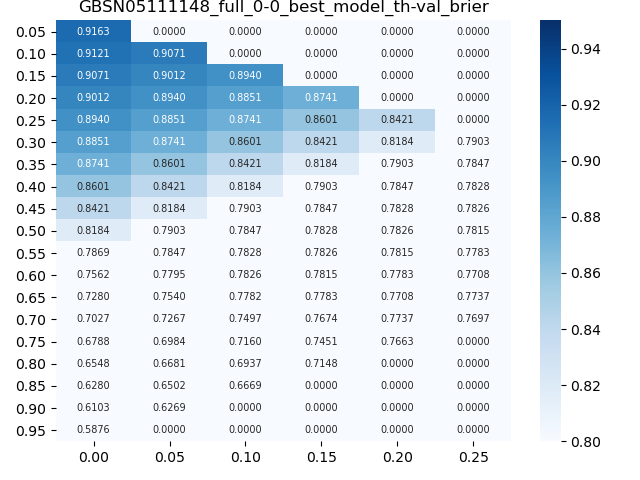 GBSN05111148_full_0-0_best_model_th-val_brier
0.05 0.9163 0.0000 0.0000 0.0000 0.0000 0.0000
0.10 0.9121 0.9071 0.0000 0.0000 0.0000 0.0000
0.15 0.9071 0.9012 0.8940 0.0000 0.0000 0.0000
0.20 0.9012 0.8940 0.8851 0.8741 0.0000 0.0000
0.25 0.8940 0.8851 0.8741 0.8601 0.8421 0.0000
0.30 0.8851 0.8741 0.8601 0.8421 0.8184 0.7903
0.35 0.8741 0.8601 0.8421 0.8184 0.7903 0.7847
0.40 0.8601 0.8421 0.8184 0.7903 0.7847 0.7828
0.45 0.8421 0.8184 0.7903 0.7847 0.7828 0.7826
0.50 0.8184 0.7903 0.7847 0.7828 0.7826 0.7815
0.55 0.7869 0.7847 0.7828 0.7826 0.7815 0.7783
0.60 0.7562 0.7795 0.7826 0.7815 0.7783 0.7708
0.65 0.7280 0.7540 0.7782 0.7783 0.7708 0.7737
0.70 0.7027 0.7267 0.7497 0.7674 0.7737 0.7697
0.75 0.6788 0.6984 0.7160 0.7451 0.7663 0.0000
0.80 0.6548 0.6681 0.6937 0.7148 0.0000 0.0000
0.85 0.6280 0.6502 0.6669 0.0000 0.0000 0.0000
0.90 0.6103 0.6269 0.0000 0.0000 0.0000 0.0000
0.95 0.5876 0.0000 0.0000 0.0000 0.0000 0.0000
0.00 0.05 0.10 0.15 0.20 0.25
0.94
0.92
0.90
0.88
0.86
0.84
0.82
0.80